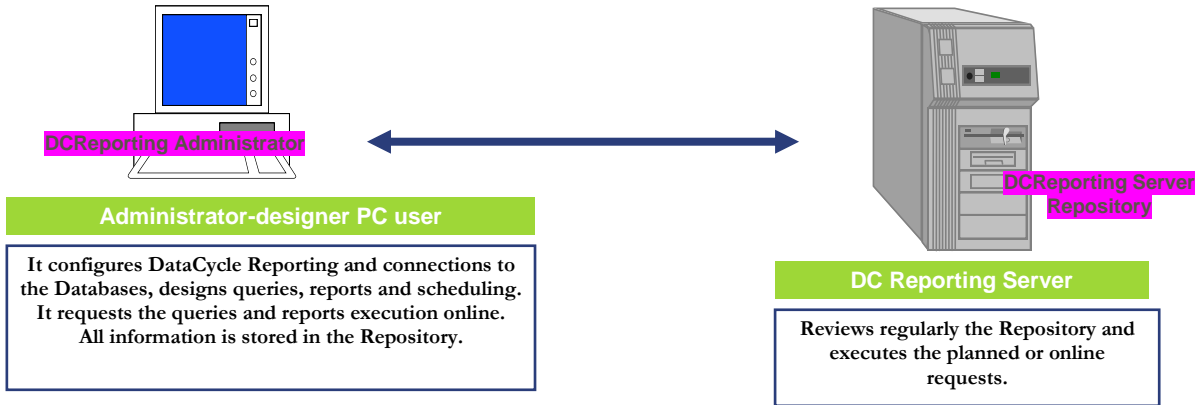 DCReporting Administrator
Administrator-designer PC user
It configures DataCycle Reporting and connections to
the Databases, designs queries, reports and scheduling.
It requests the queries and reports execution online.
All information is stored in the Repository.
DCReporting Server
Repository
DC Reporting Server
Reviews regularly the Repository and
executes the planned or online
requests.